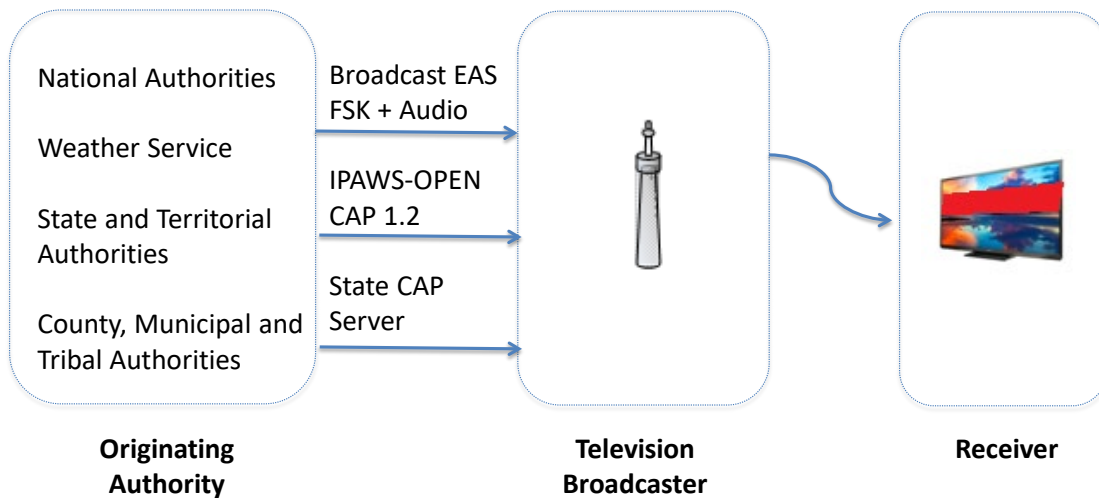 National Authorities
Weather Service
State and Territorial
Authorities
County, Municipal and
Tribal Authorities
Broadcast EAS
FSK + Audio
IPAWS-OPEN
CAP 1.2
State CAP
Server
Originating
Authority
Television
Broadcaster
Receiver